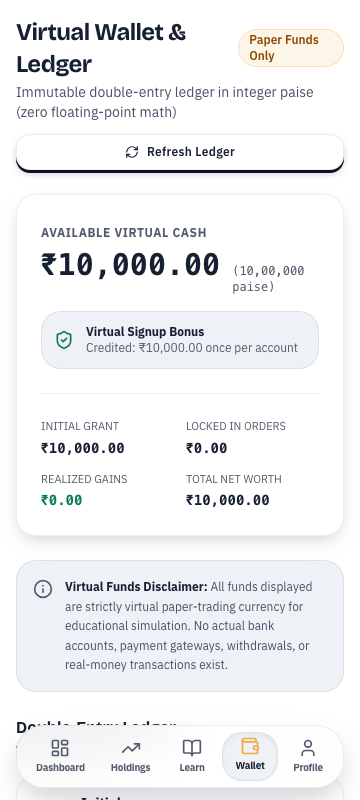 Virtual Wallet &
Ledger
Paper Funds
Only
Immutable double-entry ledger in integer paise
(zero floating-point math)
Refresh Ledger
AVAILABLE VIRTUAL CASH
₹10,000.00 (10,00,000
paise)
Virtual Signup Bonus
Credited: ₹10,000.00 once per account
INITIAL GRANT
₹10,000.00
LOCKED IN ORDERS
₹0.00
REALIZED GAINS
₹0.00
TOTAL NET WORTH
₹10,000.00
Virtual Funds Disclaimer: All funds displayed
are strictly virtual paper-trading currency for
educational simulation. No actual bank
accounts, payment gateways, withdrawals, or
real-money transactions exist.
Double-Entry Ledger
Dashboard
Holdings
Learn
Wallet
Profile
Initial